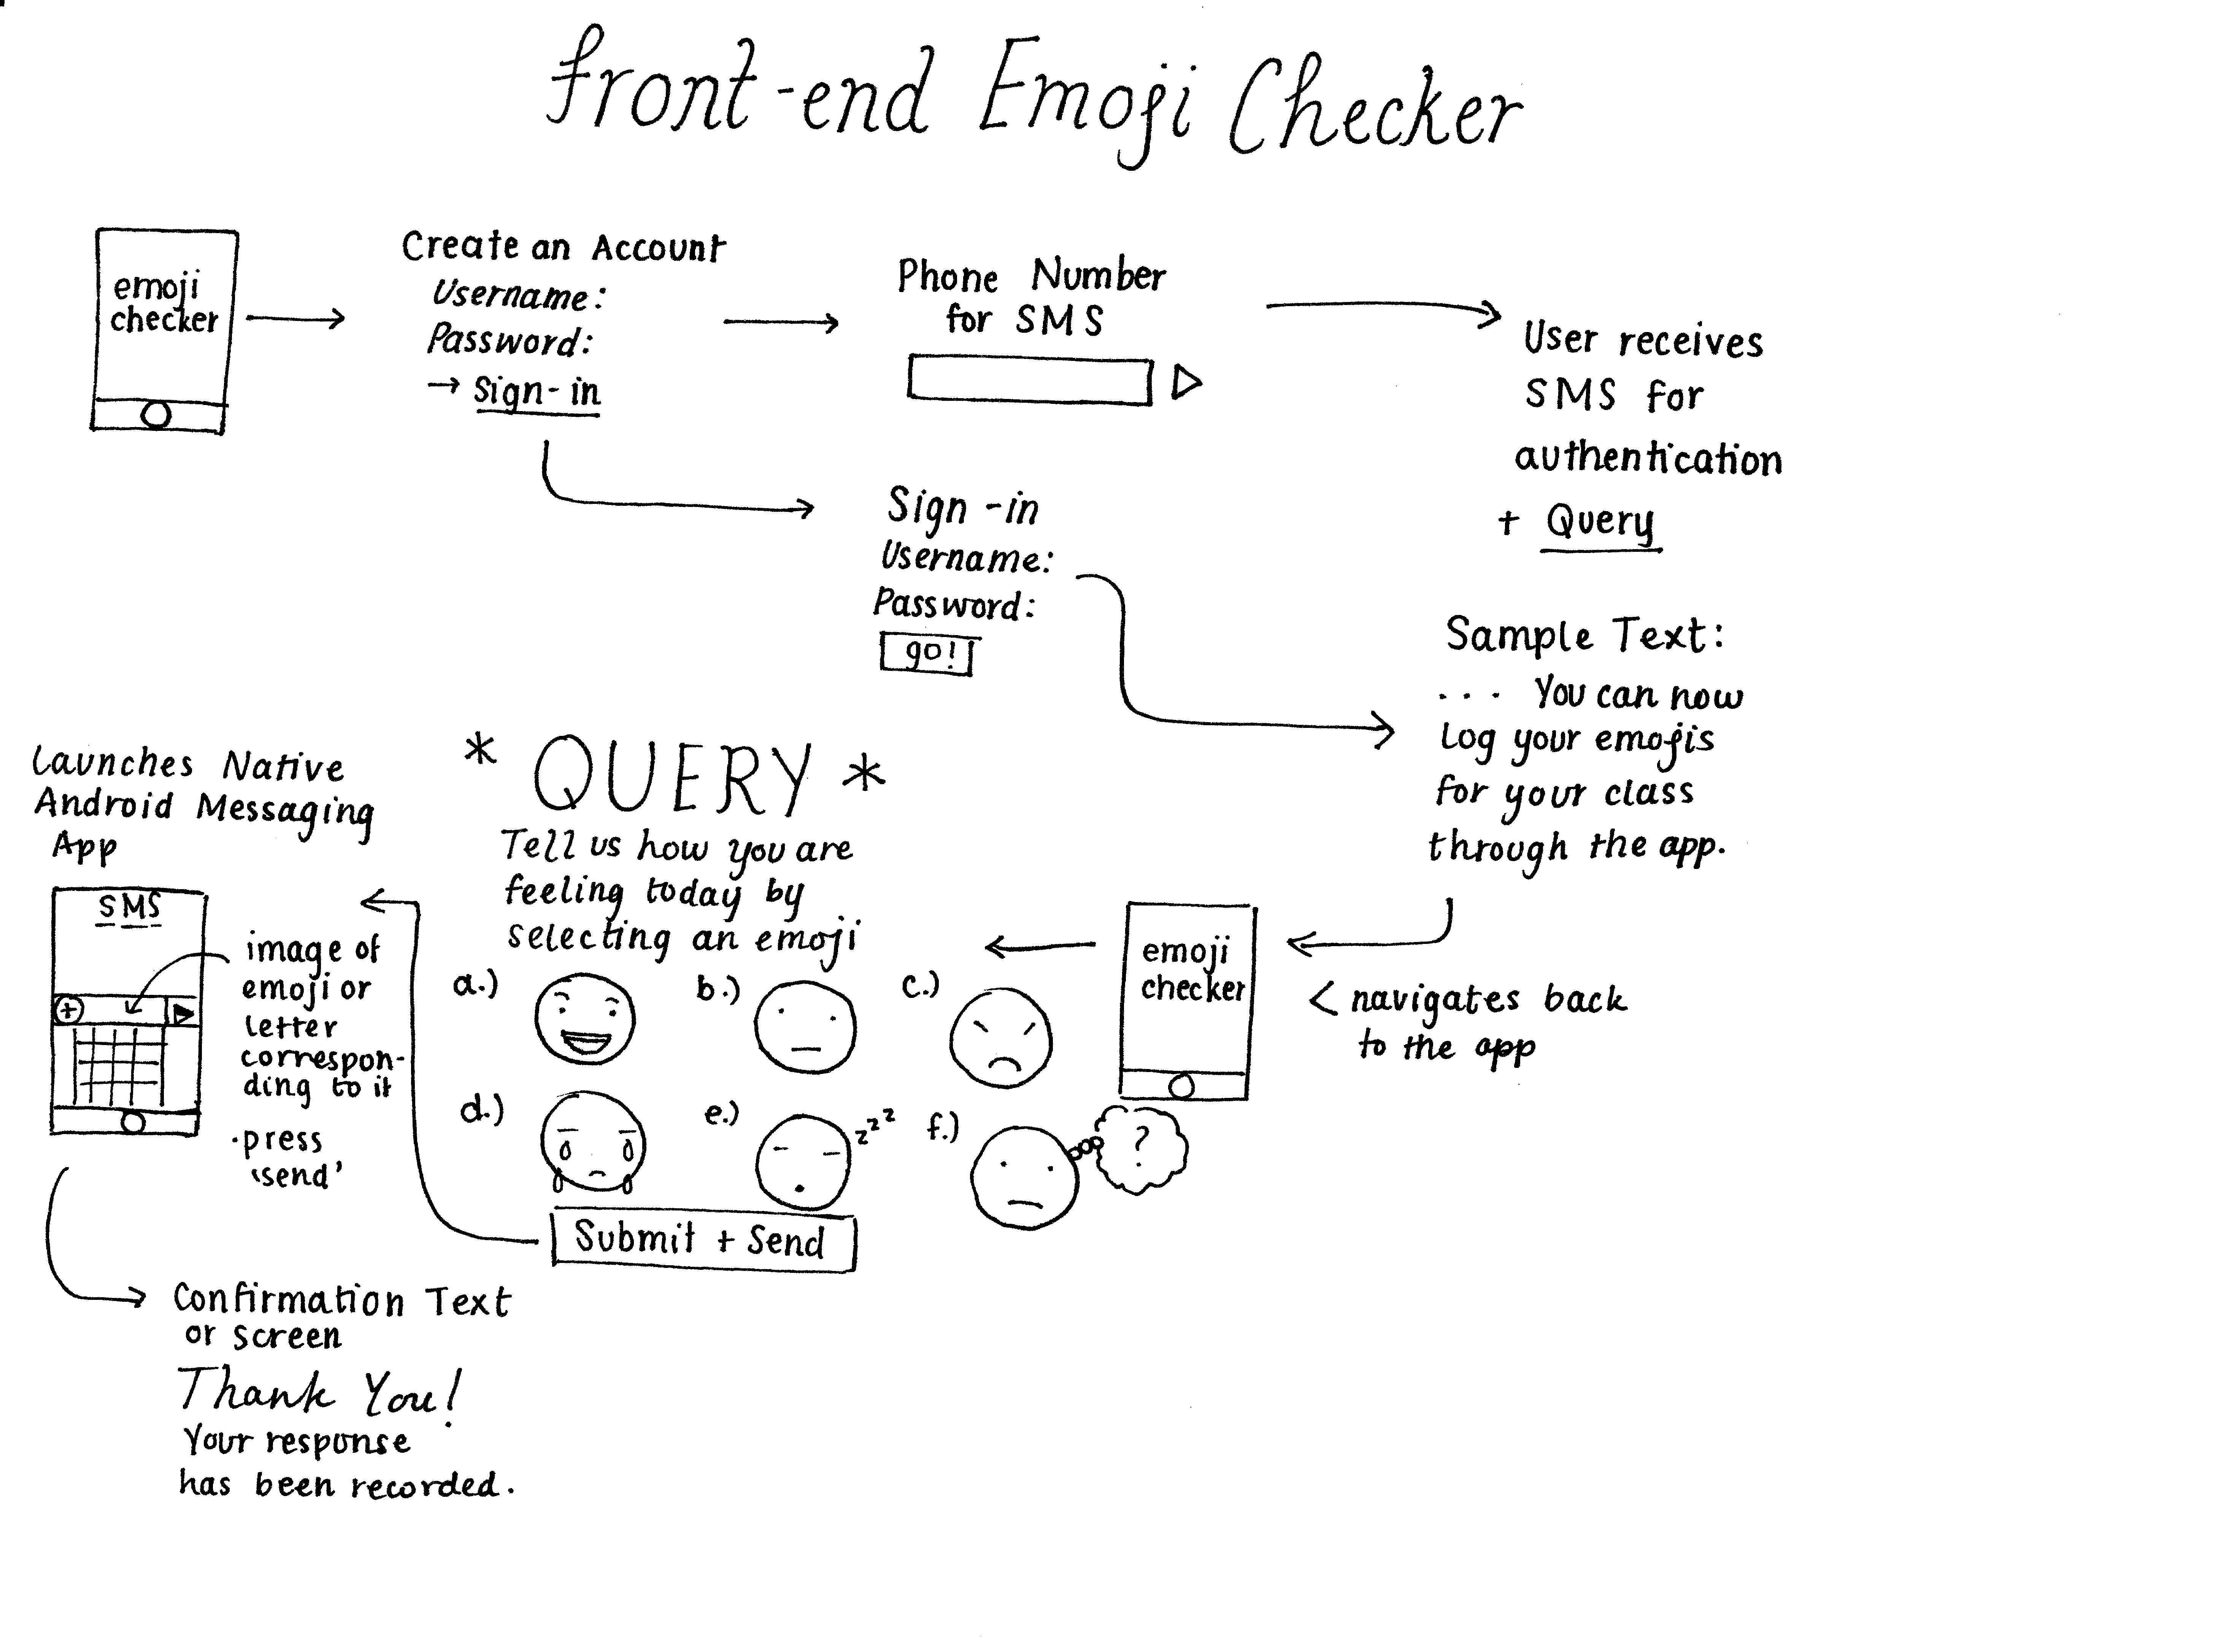 Front-end Emoji Checker
emoji
checker
Create an Account
Username:
Password:
→ Sign-in
Phone Number
for SMS
User receives
SMS for
authentication
+ Query
Sign-in
Username:
Password:
go!
Sample Text:
... You can now
Log your emojis
for your class
through the app.
emoji
checker
< navigates back
to the app
* QUERY *
Tell us how you are
feeling today by
selecting an emoji
a.)
b.)
c.)
d.)
e.)
zzz
f.)
?
Submit + Send
Launches Native
Android Messaging
App
SMS
+
image of
emoji or
letter
correspon-
ding to it
·press
'send'
Confirmation Text
or screen
Thank You!
Your response
has been recorded.